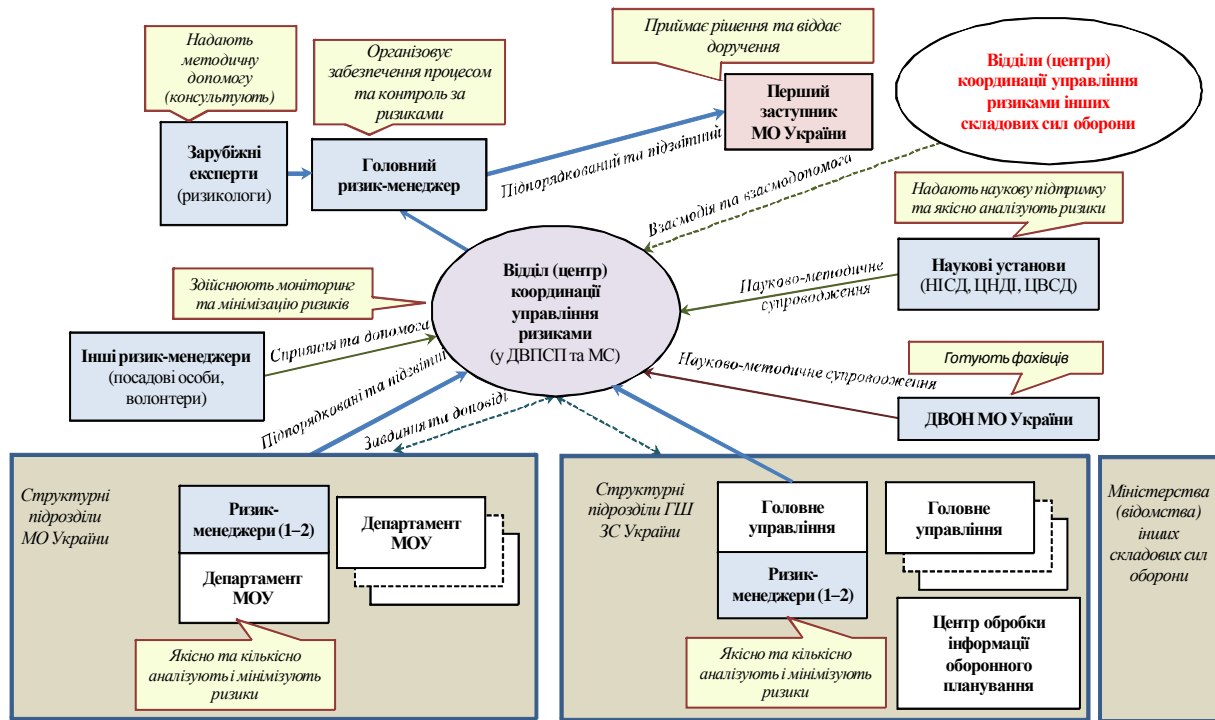 Надають
методичну
допомогу
(консультують)
Організовує
забезпечення процесом
та контроль за
ризиками
Приймає рішення та віддає
доручення
Відділи (центри)
координації управління
ризиками інших
складових сил оборони
Зарубіжні
експерти
(ризикологи)
Головний
ризик-менеджер
Підпорядкований та підзвітний
Перший
заступник
МО України
Взаємодія та взаємодопомога
Надають наукову підтримку
та якісно аналізують ризики
Здійснюють моніторинг
та мінімізацію ризиків
Відділ (центр)
координації
управління
ризиками
(у ДВПСП та МС)
Науково-методичне
супроводження
Наукові установи
(НІСД, ЦНДІ, ЦВСД)
Інші ризик-менеджери
(посадові особи,
волонтери)
Сприяння та допомога
Підпорядковані та підзвітні
Завдання та доповіді
Науково-методичне супроводження
Готують фахівців
ДВОН МО України
Структурні
підрозділи
МО України
Ризик-
менеджери (1–2)
Департамент
МОУ
Департамент
МОУ
Якісно та кількісно
аналізують і мінімізують
ризики
Структурні
підрозділи ГШ
ЗС України
Головне
управління
Ризик-
менеджери (1–2)
Головне
управління
Центр обробки
інформації
оборонного
планування
Якісно та кількісно
аналізують і мінімізують
ризики
Міністерства
(відомства)
інших
складових сил
оборони